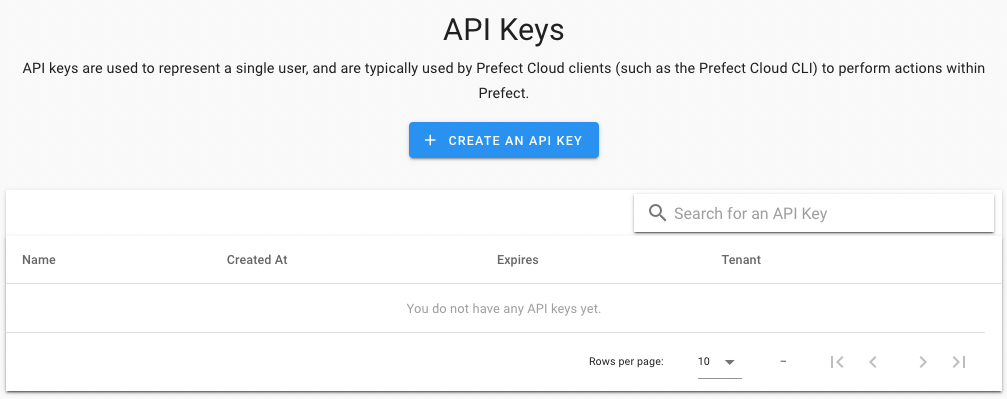 API Keys
API keys are used to represent a single user, and are typically used by Prefect Cloud clients (such as the Prefect Cloud CLI) to perform actions within
Prefect.
+ CREATE AN API KEY
Search for an API Key
Name Created At Expires Tenant
You do not have any API keys yet.
Rows per page: 10 –